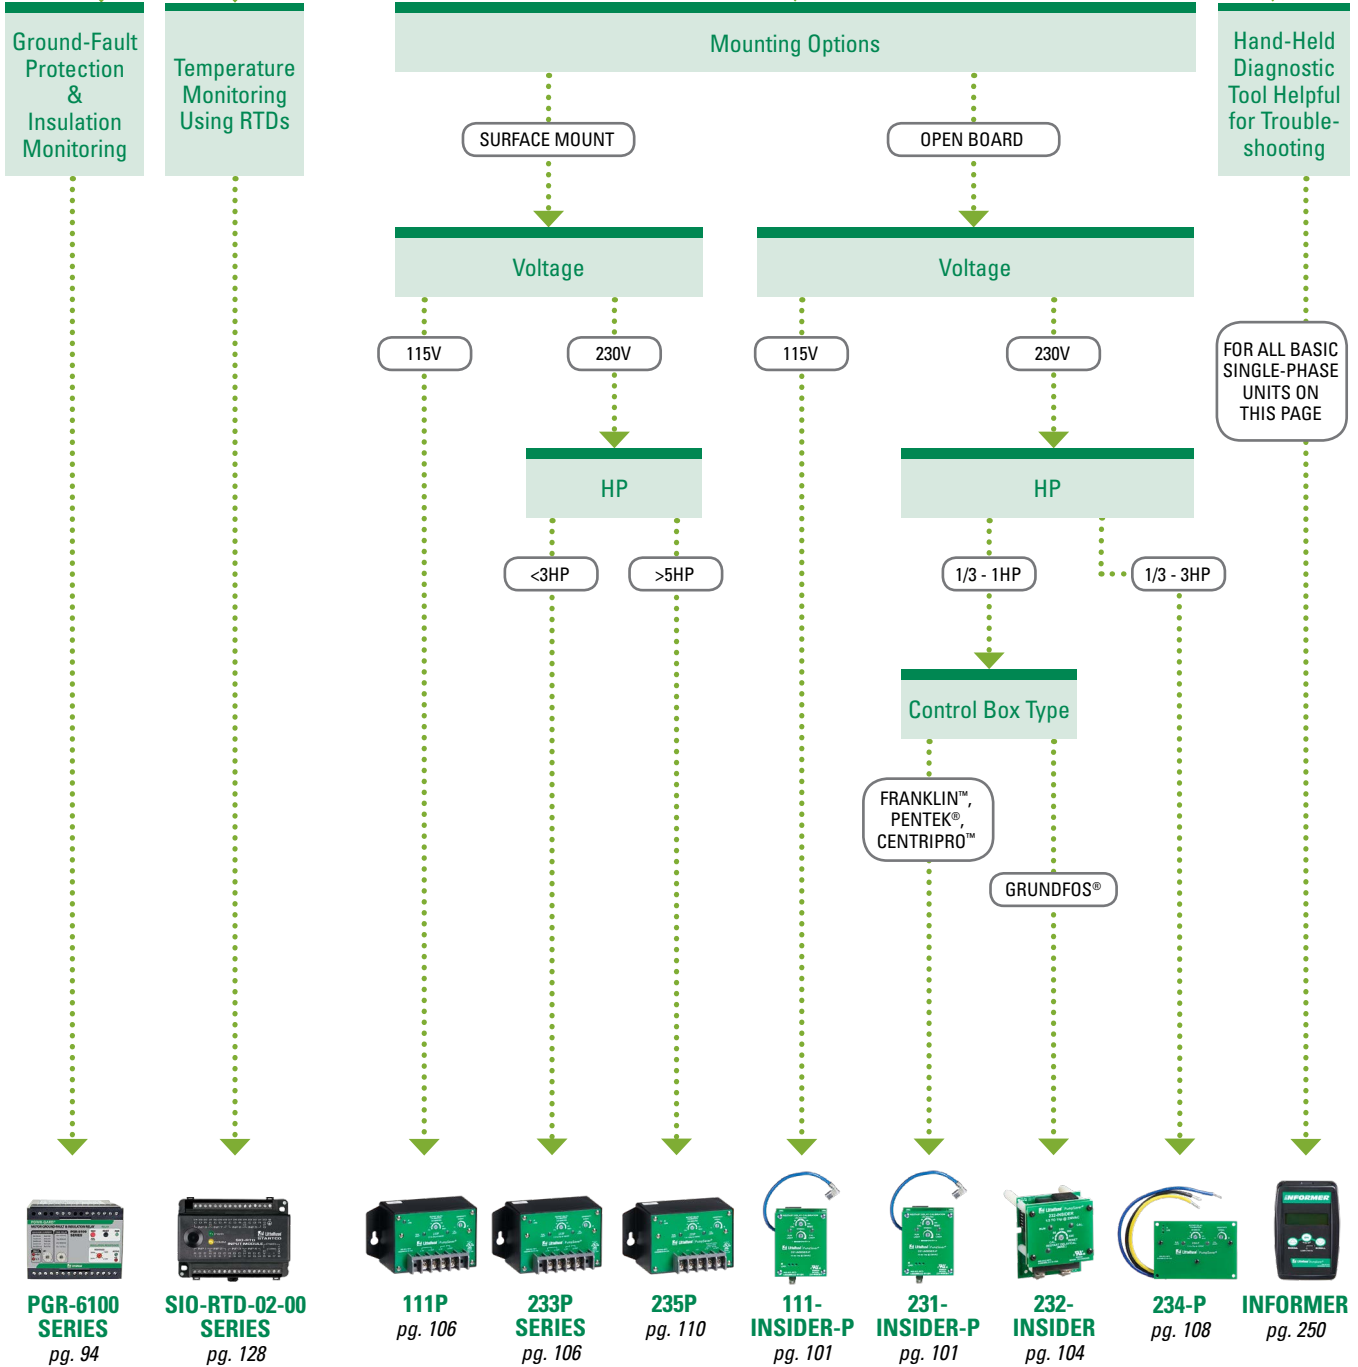 Ground-Fault
Protection
&
Insulation
Monitoring
Temperature
Monitoring
Using RTDs
Mounting Options
Hand-Held
Diagnostic
Tool Helpful
for Trouble-
shooting
SURFACE MOUNT
OPEN BOARD
Voltage
Voltage
115V
230V
115V
230V
FOR ALL BASIC
SINGLE-PHASE
UNITS ON
THIS PAGE
HP
HP
<3HP
>5HP
1/3 - 1HP
1/3 - 3HP
Control Box Type
FRANKLIN™,
PENTEK®,
CENTRIPRO™
GRUNDFOS®
INFORMER
232-INSIDER
PGR-6100
SERIES
pg. 94
SIO-RTD-02-00
SERIES
pg. 128
111P
pg. 106
233P
SERIES
pg. 106
235P
pg. 110
111-
INSIDER-P
pg. 101
231-
INSIDER-P
pg. 101
232-
INSIDER
pg. 104
234-P
pg. 108
INFORMER
pg. 250